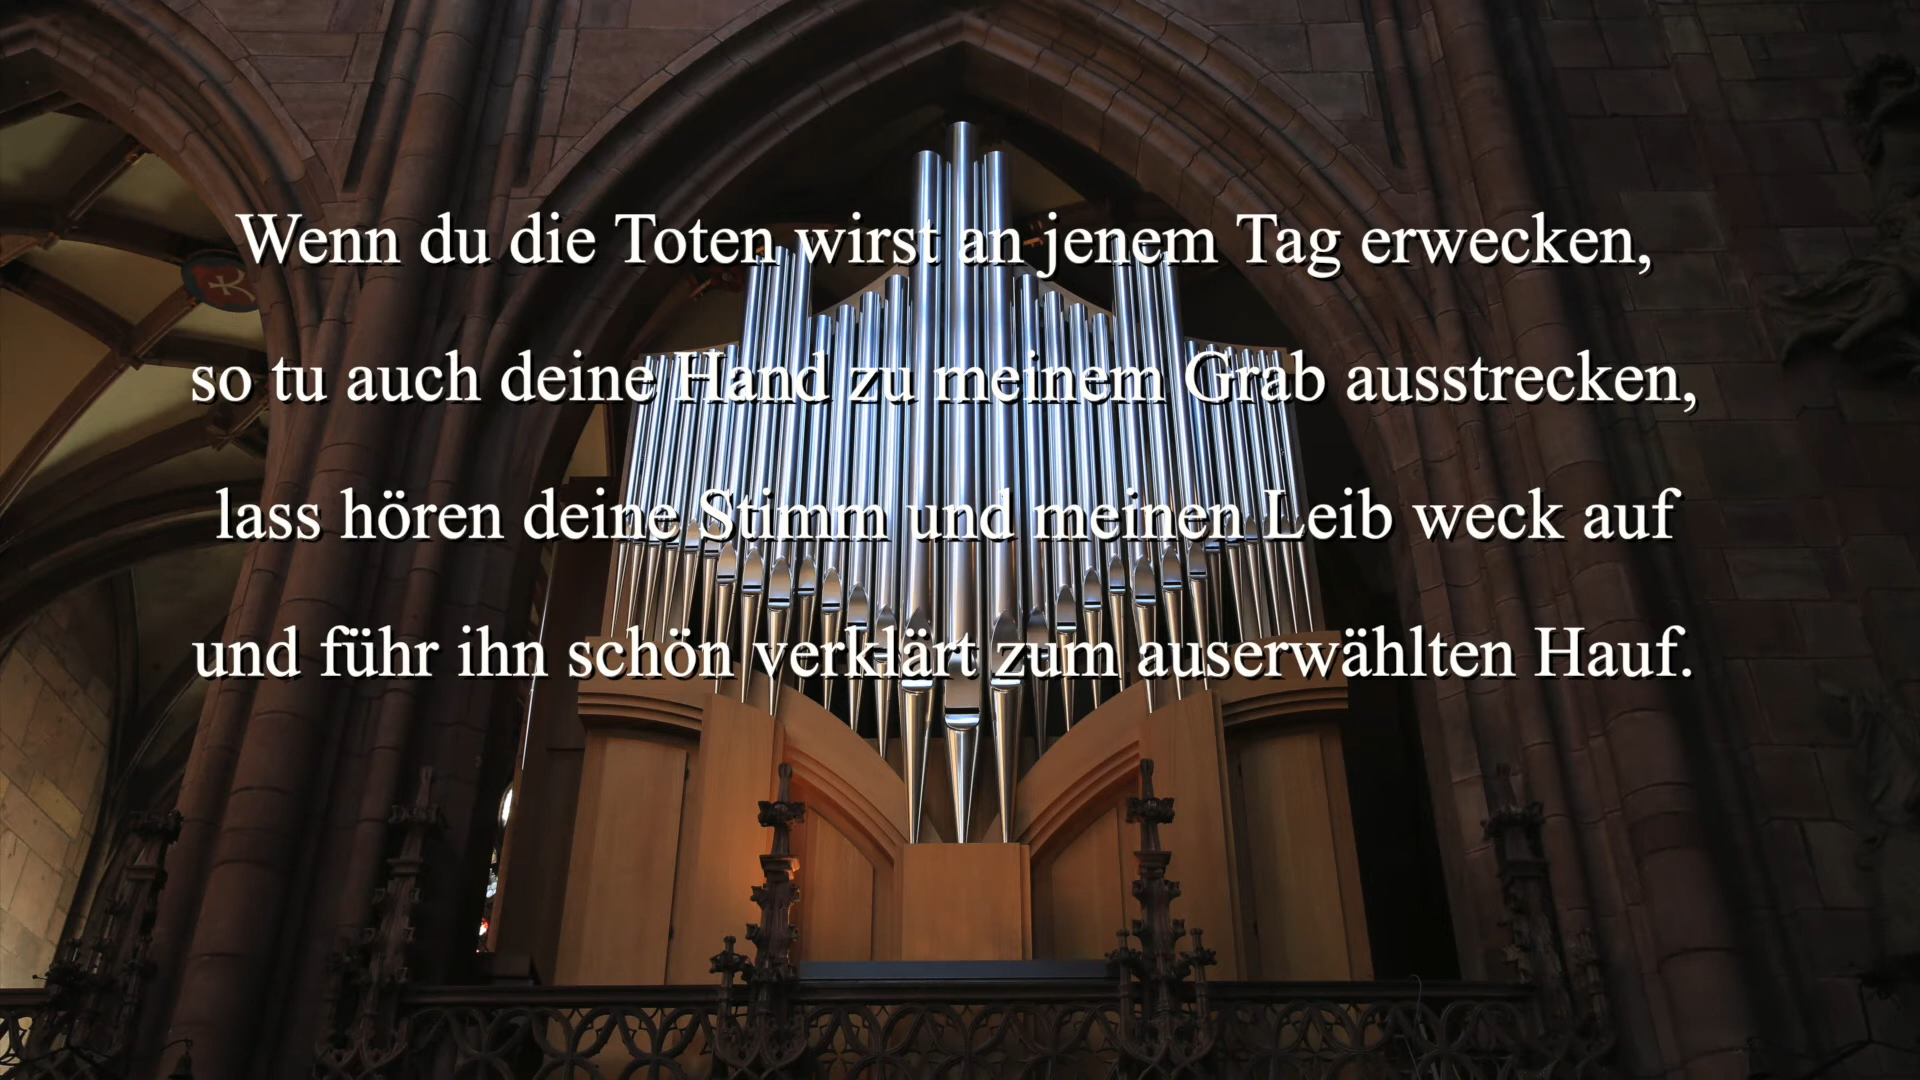 Wenn du die Toten wirst an jenem Tag erwecken,
so tu auch deine Hand zu meinem Grab ausstrecken,
lass hören deine Stimm und meinen Leib weck auf
und führ ihn schön verklärt zum auserwählten Hauf.